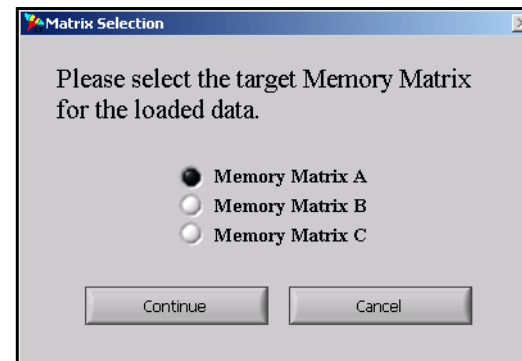 Matrix Selection
Please select the target Memory Matrix
for the loaded data.
Memory Matrix A
Memory Matrix B
Memory Matrix C
Continue
Cancel